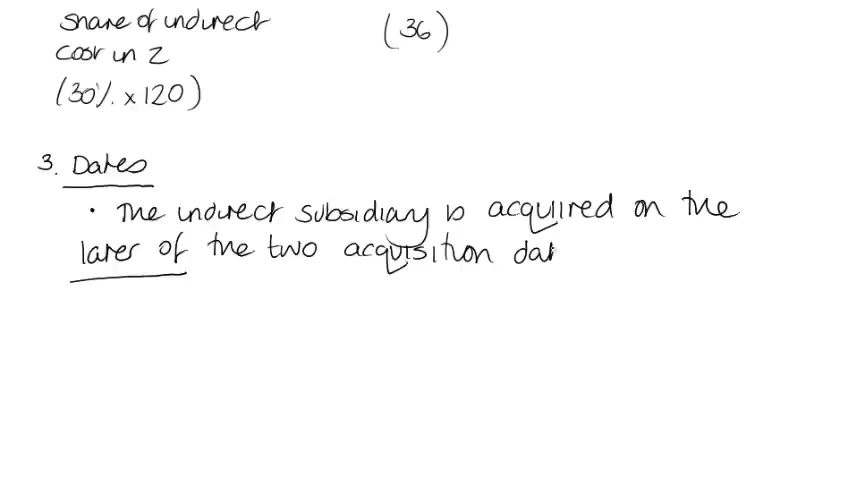 share of indirect
cost in Z
(30% x 120)
(36)
3. Dates
• The indirect subsidiary is acquired on the
later of the two acquisition dat